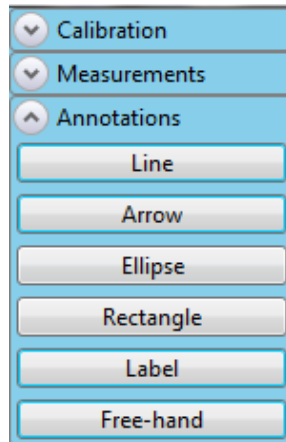 Calibration
Measurements
Annotations
Line
Arrow
Ellipse
Rectangle
Label
Free-hand